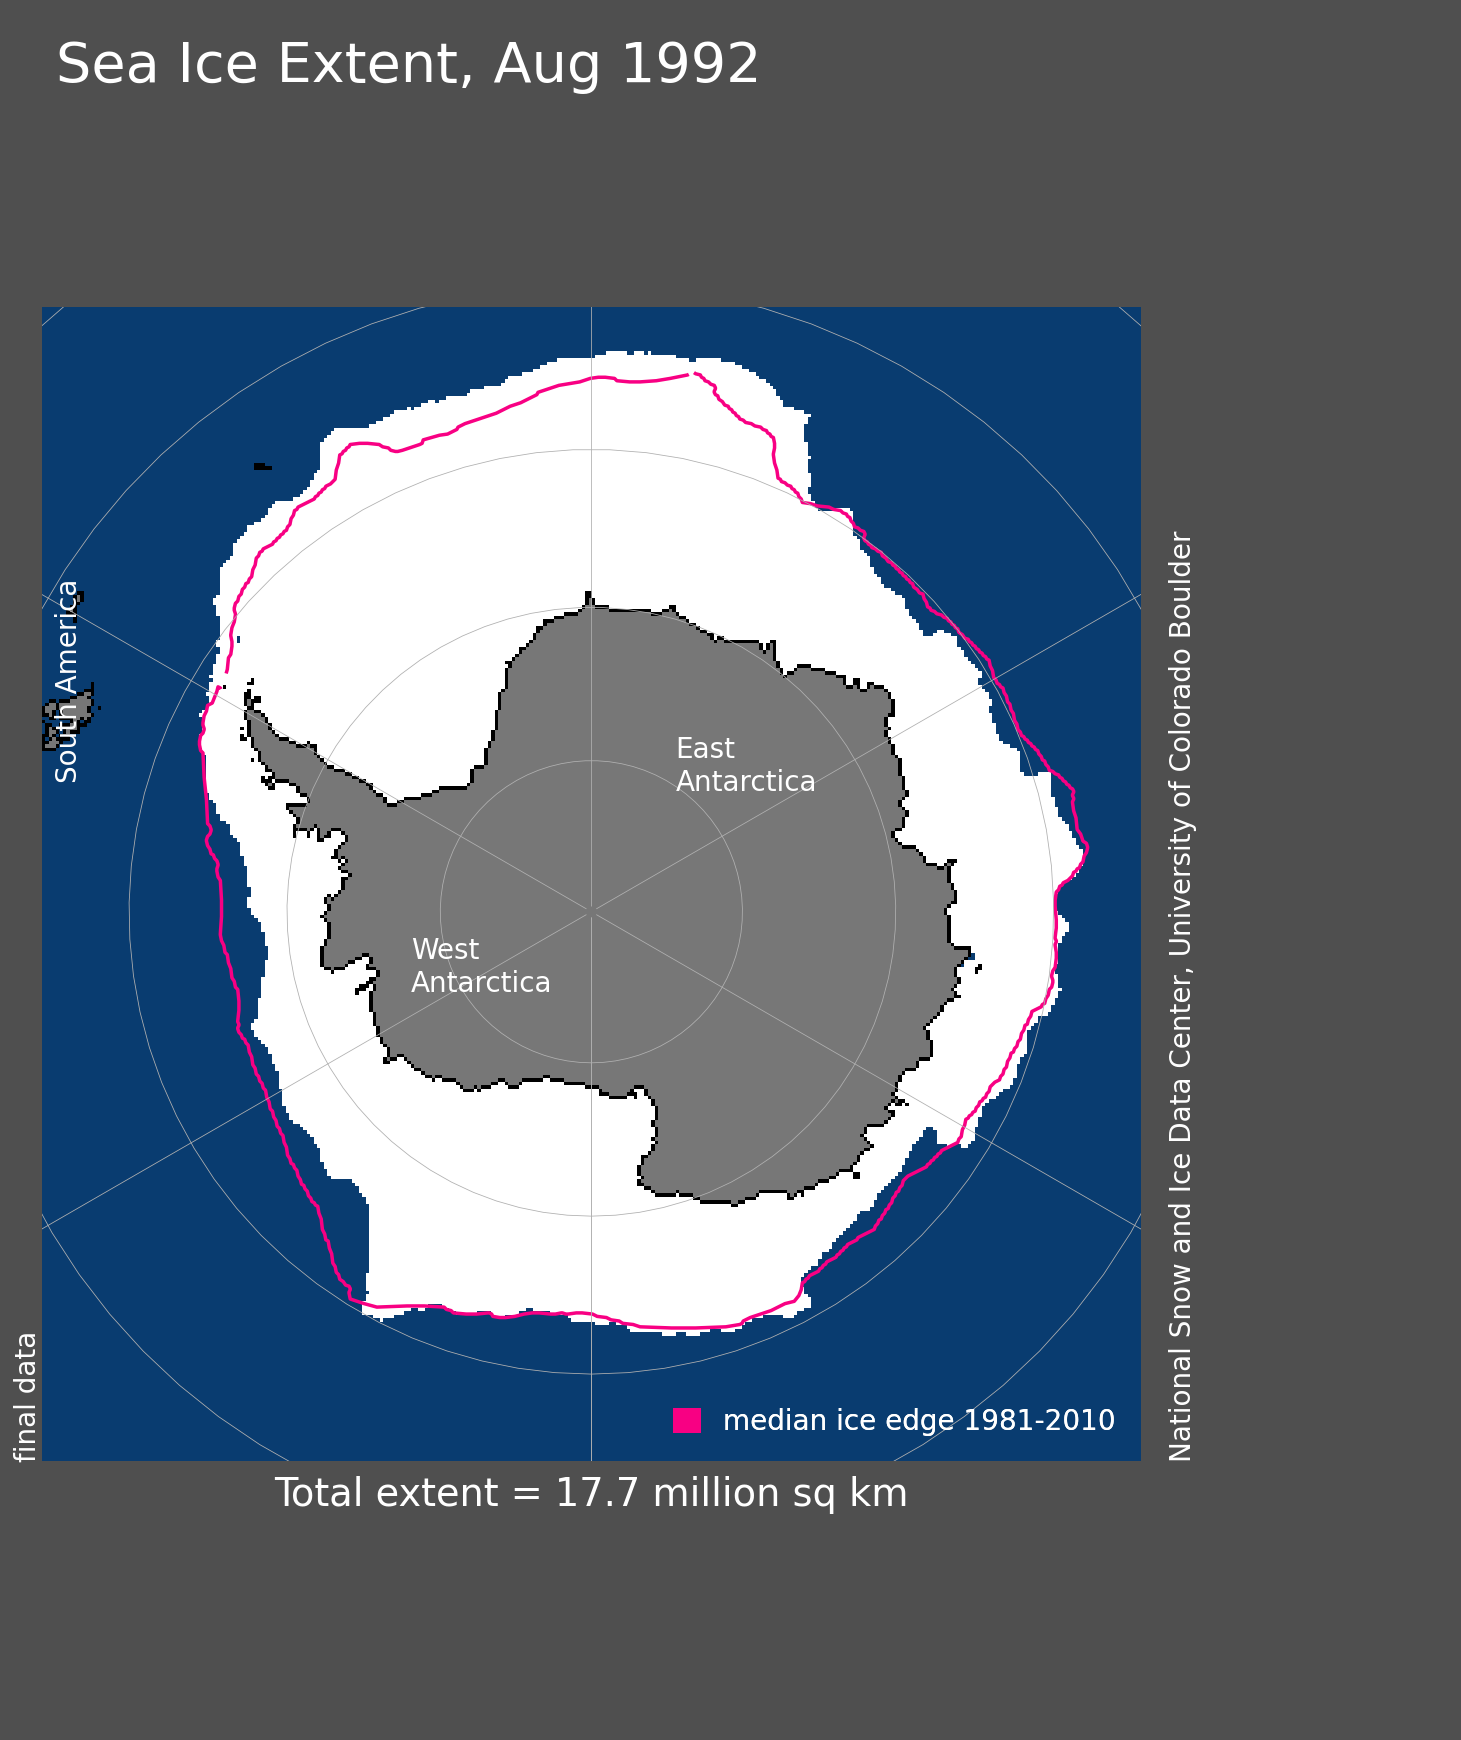 Sea Ice Extent, Aug 1992
South America
East
Antarctica
West
Antarctica
median ice edge 1981-2010
final data
National Snow and Ice Data Center, University of Colorado Boulder
Total extent = 17.7 million sq km